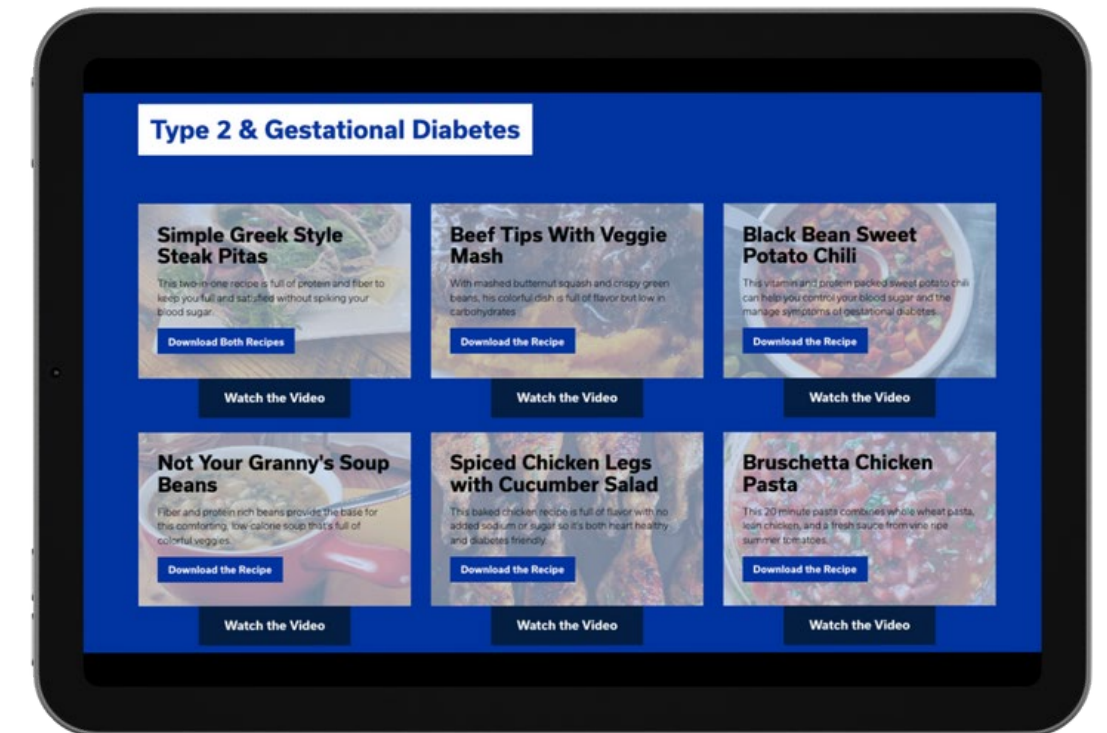 Type 2 & Gestational Diabetes
Simple Greek Style
Steak Pitas
This two-in-one recipe is full of protein and fiber to
keep you full and satisfied without spiking your
blood sugar.
Download Both Recipes
Watch the Video
Beef Tips With Veggie
Mash
With mashed butternut squash and crispy green
beans, his colorful dish is full of flavor but low in
carbohydrates
Download the Recipe
Watch the Video
Black Bean Sweet
Potato Chili
This vitamin and protein packed sweet potato chili
can help you control your blood sugar and the
manage symptoms of gestational diabetes.
Download the Recipe
Watch the Video
Not Your Granny's Soup
Beans
Fiber and protein rich beans provide the base for
this comforting, low-calorie soup that's full of
colorful veggies.
Download the Recipe
Watch the Video
Spiced Chicken Legs
with Cucumber Salad
This baked chicken recipe is full of flavor with no
added sodium or sugar so it's both heart healthy
and diabetes friendly.
Download the Recipe
Watch the Video
Bruschetta Chicken
Pasta
This 20 minute pasta combines whole wheat pasta,
lean chicken, and a fresh sauce from vine ripe
summer tomatoes.
Download the Recipe
Watch the Video